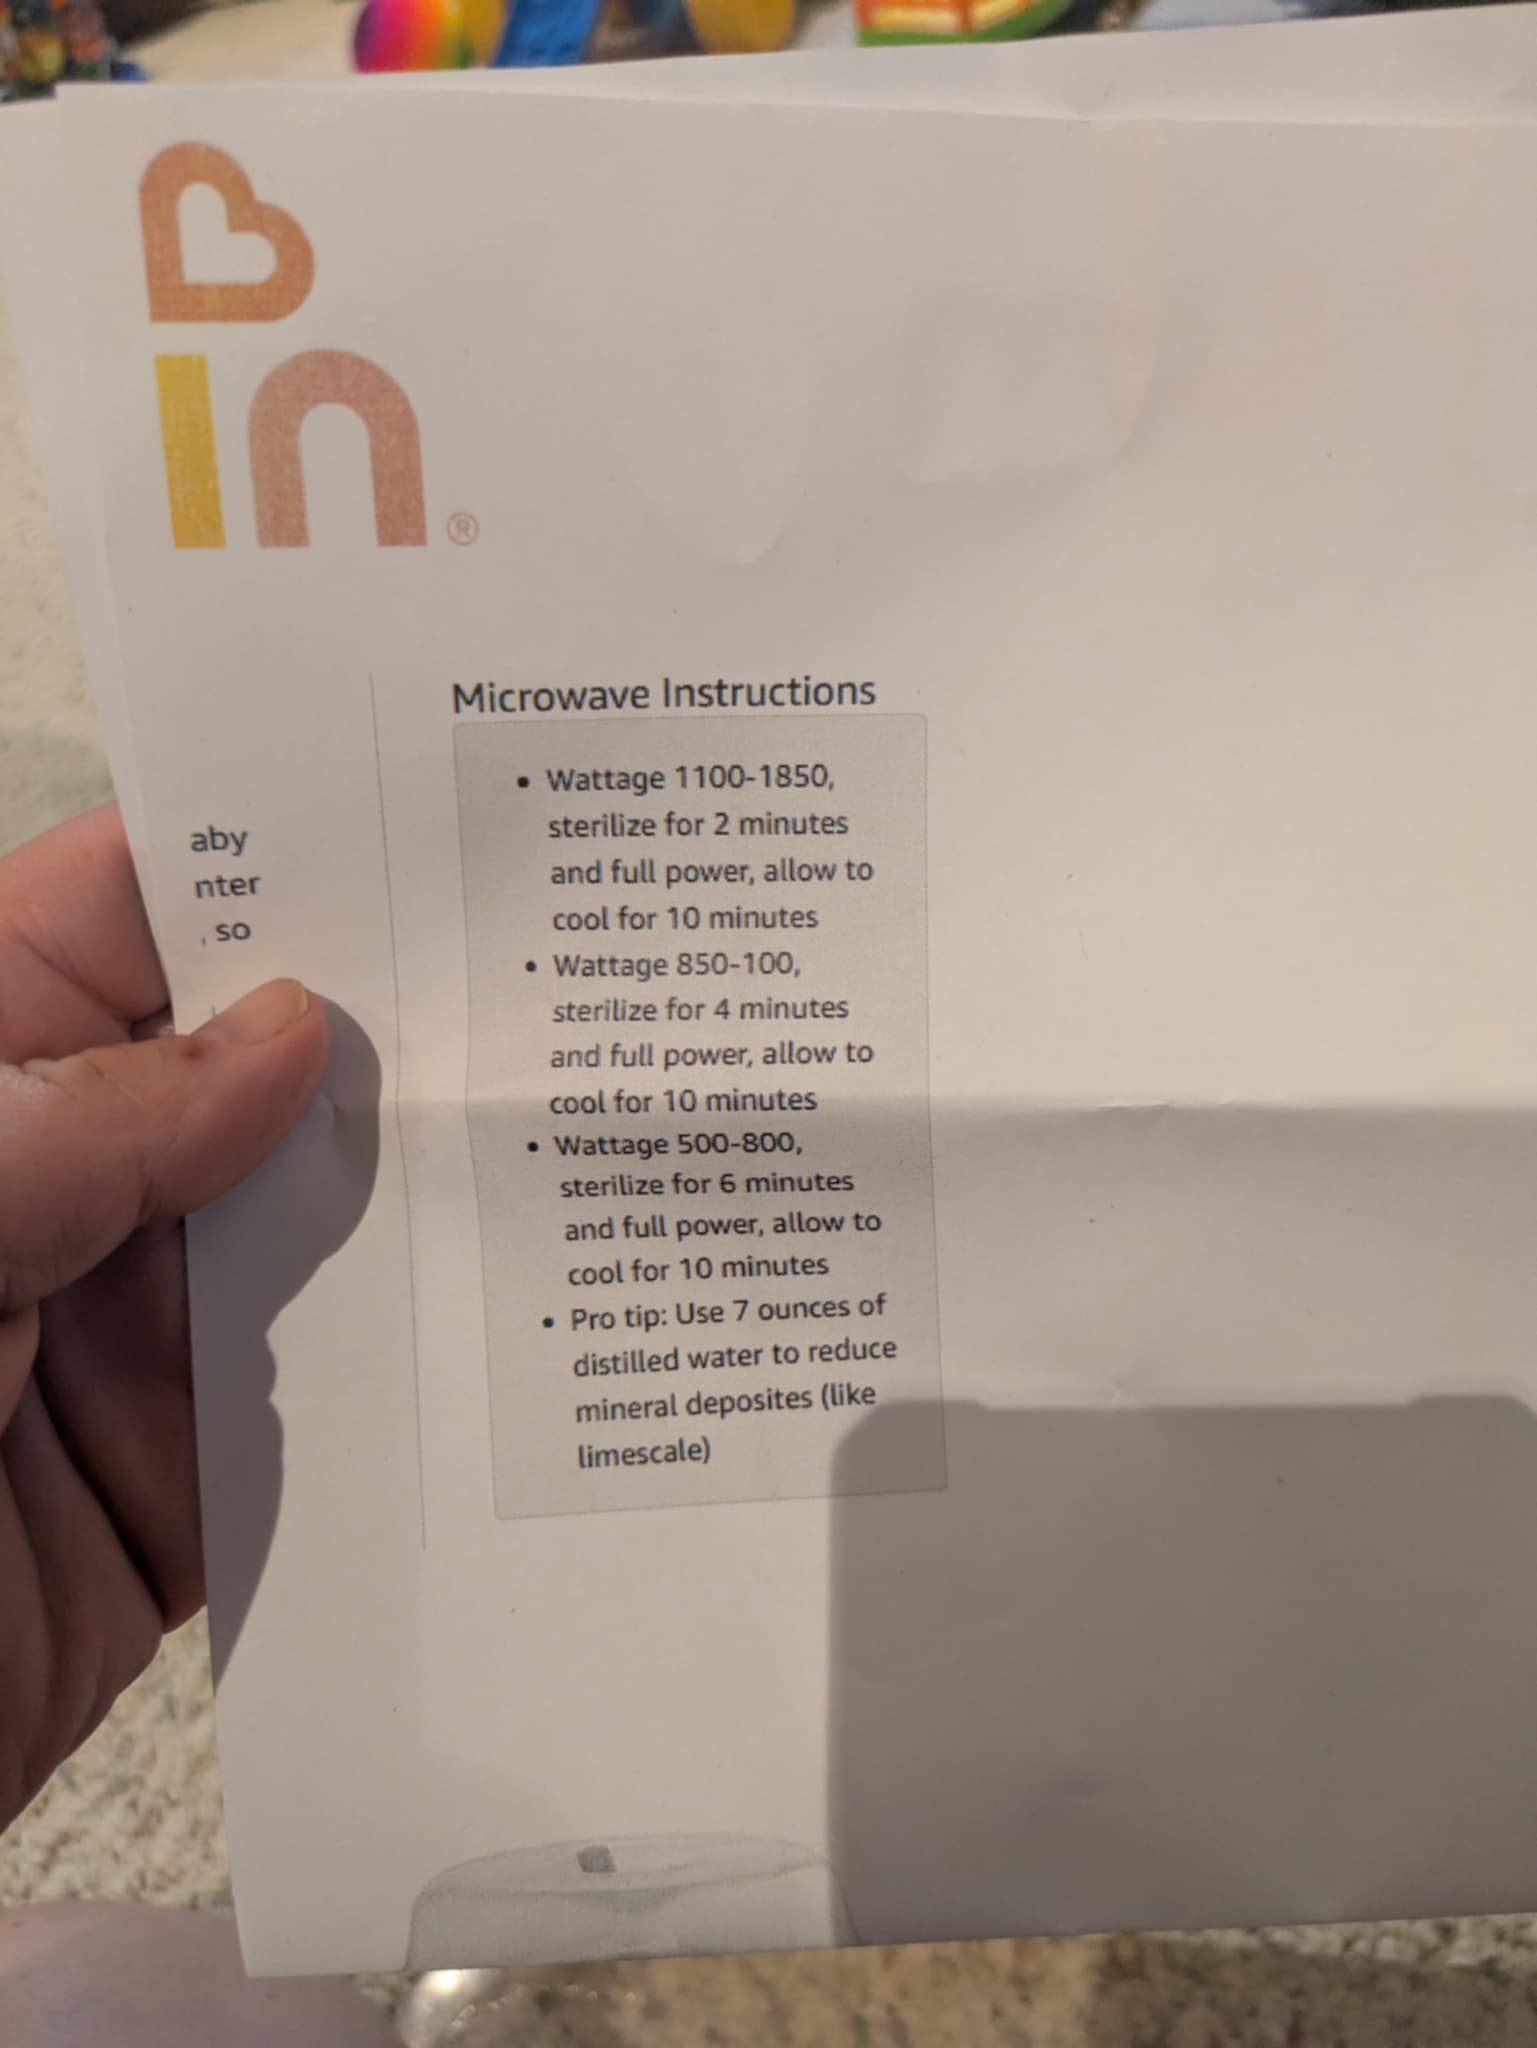 B
In®
aby
nter
, so
Microwave Instructions
• Wattage 1100-1850,
sterilize for 2 minutes
and full power, allow to
cool for 10 minutes
• Wattage 850-100,
sterilize for 4 minutes
and full power, allow to
cool for 10 minutes
• Wattage 500-800,
sterilize for 6 minutes
and full power, allow to
cool for 10 minutes
• Pro tip: Use 7 ounces of
distilled water to reduce
mineral deposites (like
limescale)